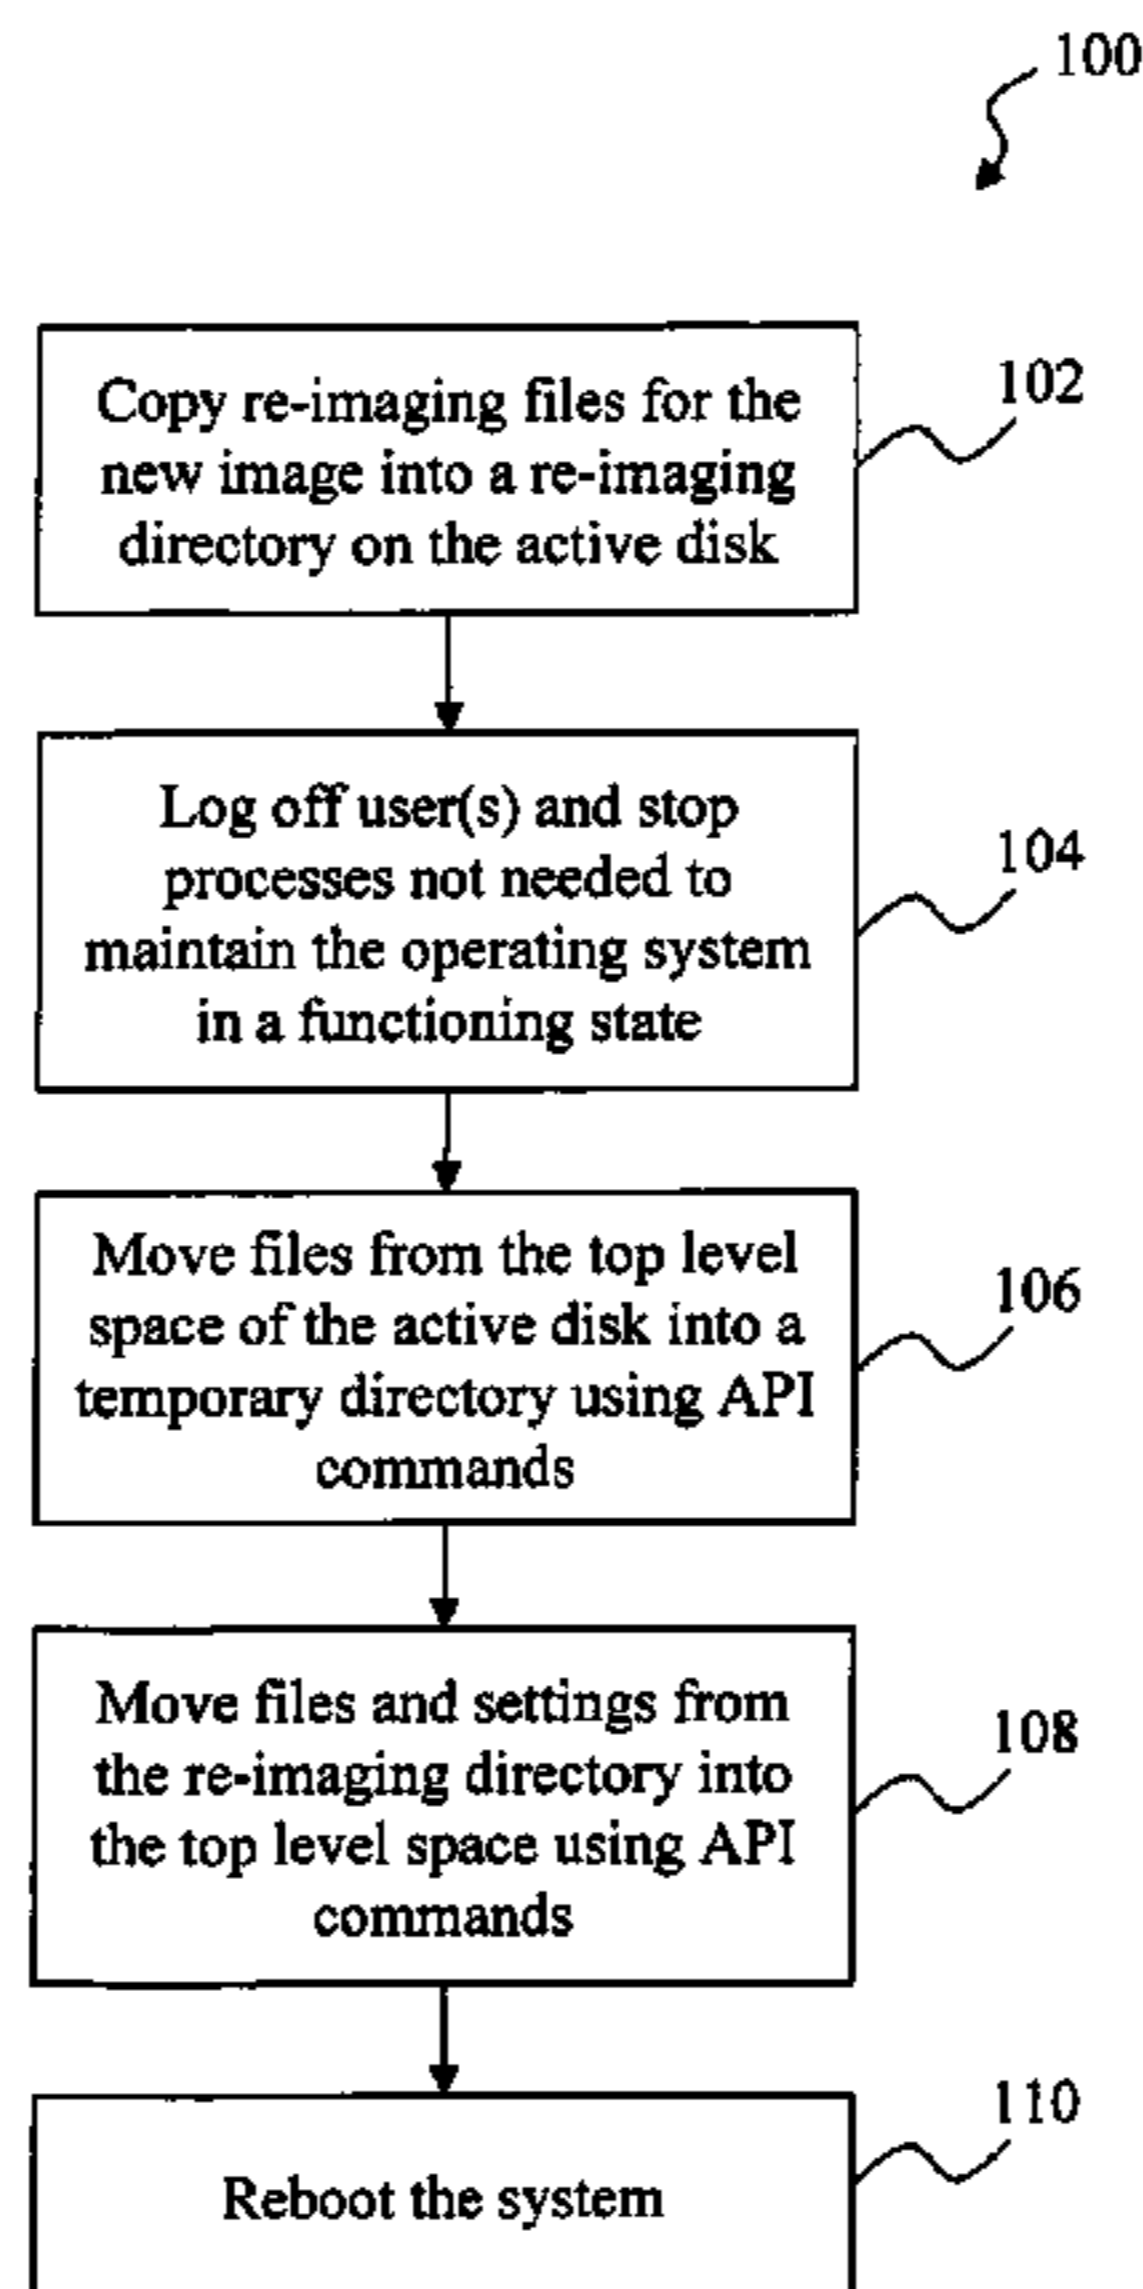 100
Copy re-imaging files for the
new image into a re-imaging
directory on the active disk
102
Log off user(s) and stop
processes not needed to
maintain the operating system
in a functioning state
104
Move files from the top level
space of the active disk into a
temporary directory using API
commands
106
Move files and settings from
the re-imaging directory into
the top level space using API
commands
108
Reboot the system
110